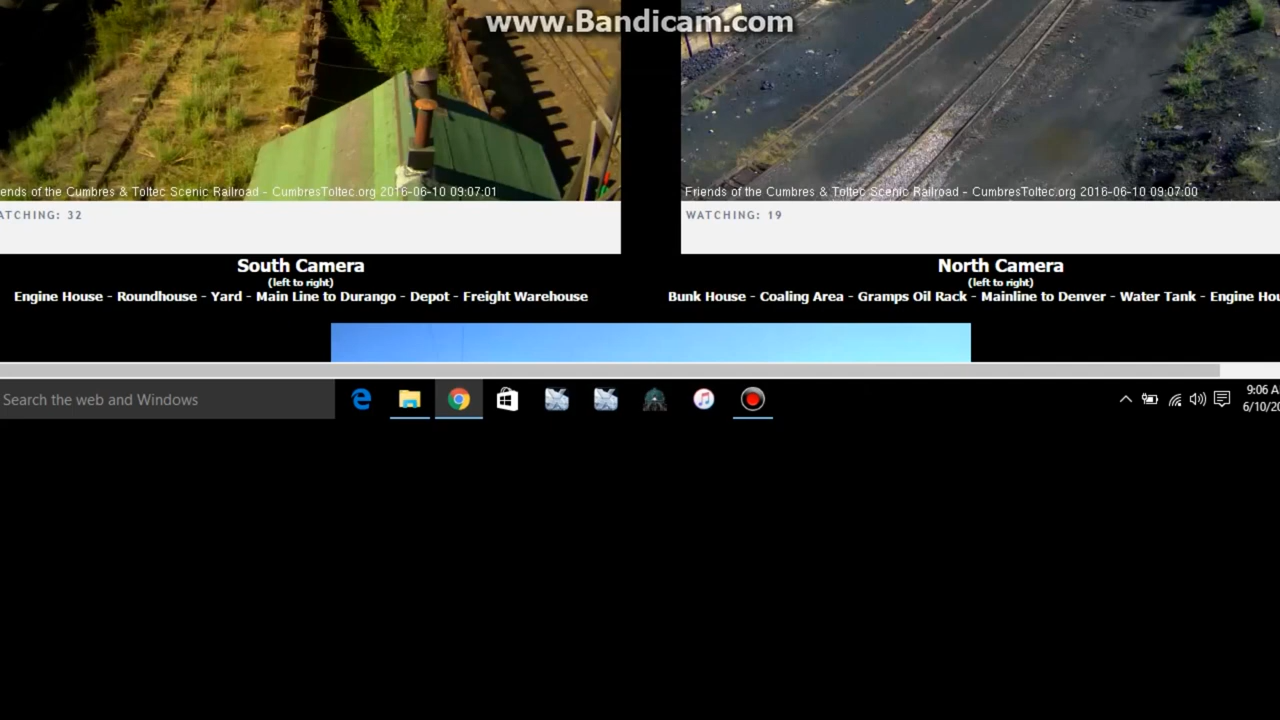 www.Bandicam.com
ends of the Cumbres & Toltec Scenic Railroad - CumbresToltec.org 2016-06-10 09:07:01
Friends of the Cumbres & Toltec Scenic Railroad - CumbresToltec.org 2016-06-10 09:07:00
ATCHING: 32
WATCHING: 19
South Camera
(left to right)
Engine House - Roundhouse - Yard - Main Line to Durango - Depot - Freight Warehouse
North Camera
(left to right)
Bunk House - Coaling Area - Gramps Oil Rack - Mainline to Denver - Water Tank - Engine Hou
Search the web and Windows
9:06 A
6/10/20